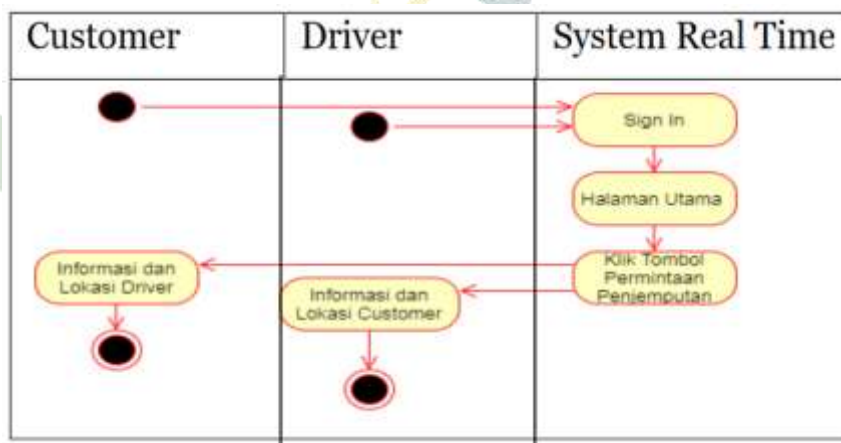 Customer
Driver
System Real Time
Sign In
Halaman Utama
Klik Tombol
Permintaan
Penjemputan
Informasi dan
Lokasi Driver
Informasi dan
Lokasi Customer